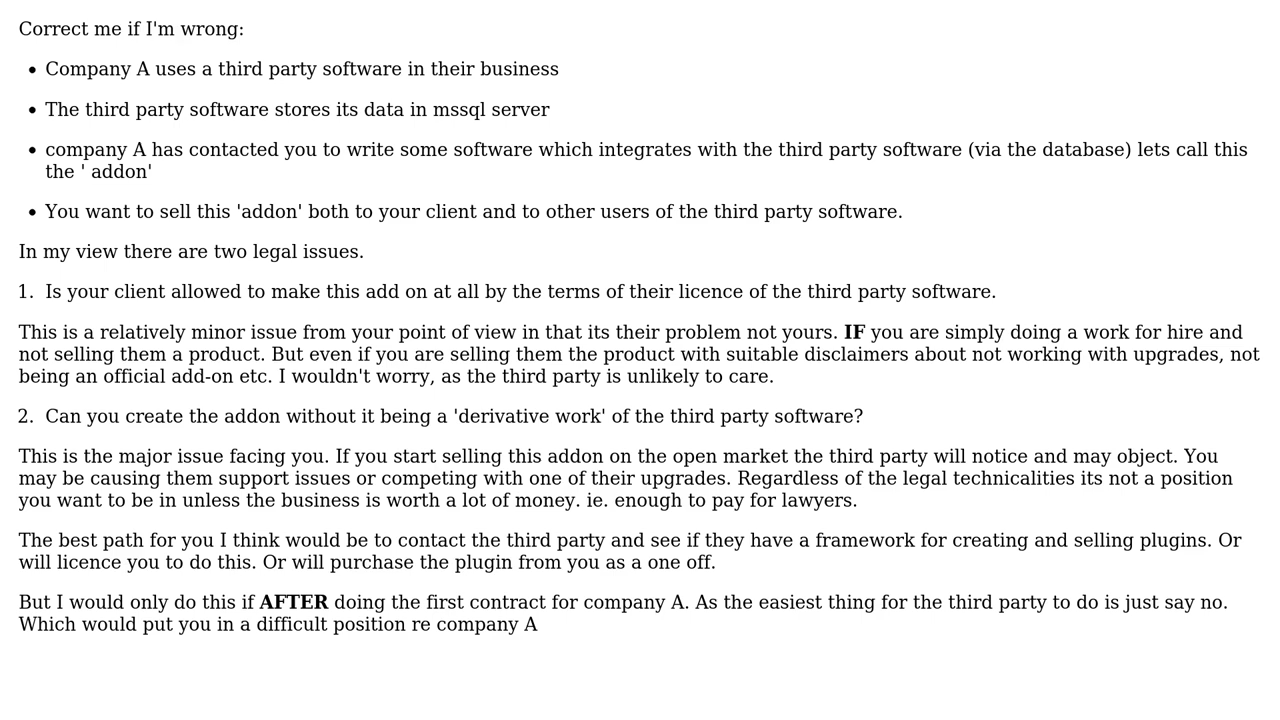 Correct me if I'm wrong:
• Company A uses a third party software in their business
• The third party software stores its data in mssql server
• company A has contacted you to write some software which integrates with the third party software (via the database) lets call this
the ' addon'
• You want to sell this 'addon' both to your client and to other users of the third party software.
In my view there are two legal issues.
1. Is your client allowed to make this add on at all by the terms of their licence of the third party software.
This is a relatively minor issue from your point of view in that its their problem not yours. IF you are simply doing a work for hire and
not selling them a product. But even if you are selling them the product with suitable disclaimers about not working with upgrades, not
being an official add-on etc. I wouldn't worry, as the third party is unlikely to care.
2. Can you create the addon without it being a 'derivative work' of the third party software?
This is the major issue facing you. If you start selling this addon on the open market the third party will notice and may object. You
may be causing them support issues or competing with one of their upgrades. Regardless of the legal technicalities its not a position
you want to be in unless the business is worth a lot of money. ie. enough to pay for lawyers.
The best path for you I think would be to contact the third party and see if they have a framework for creating and selling plugins. Or
will licence you to do this. Or will purchase the plugin from you as a one off.
But I would only do this if AFTER doing the first contract for company A. As the easiest thing for the third party to do is just say no.
Which would put you in a difficult position re company A